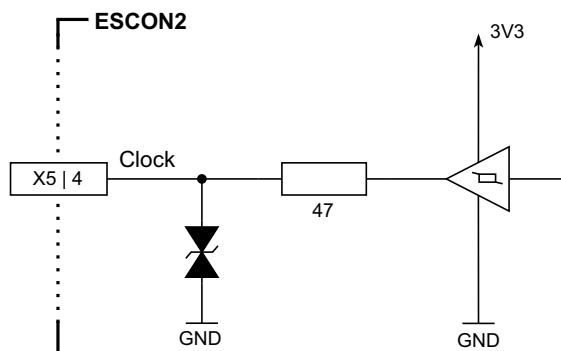 ESCON2
3V3
Clock
X5 | 4
47
GND
GND